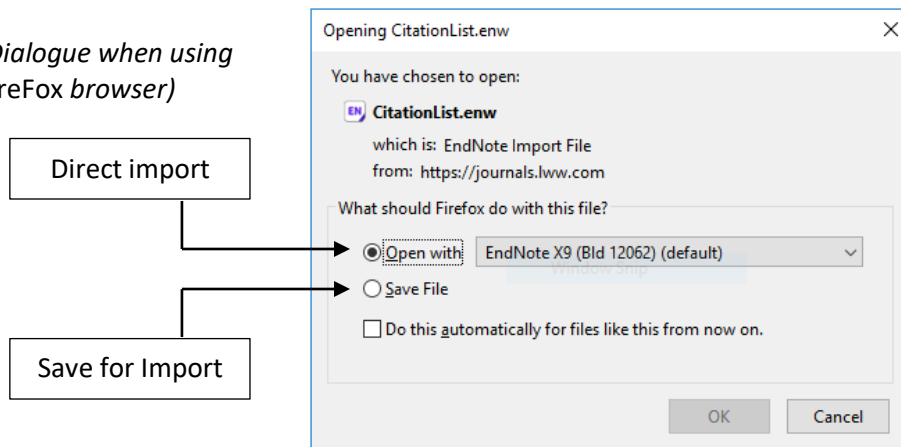 Dialogue when using
reFox browser)
Direct import
Save for Import
Opening CitationList.enw
You have chosen to open:
EN CitationList.enw
which is: EndNote Import File
from: https://journals.lww.com
What should Firefox do with this file?
Open with EndNote X9 (Bld 12062) (default)
Window Snip
Save File
Do this automatically for files like this from now on.
OK Cancel